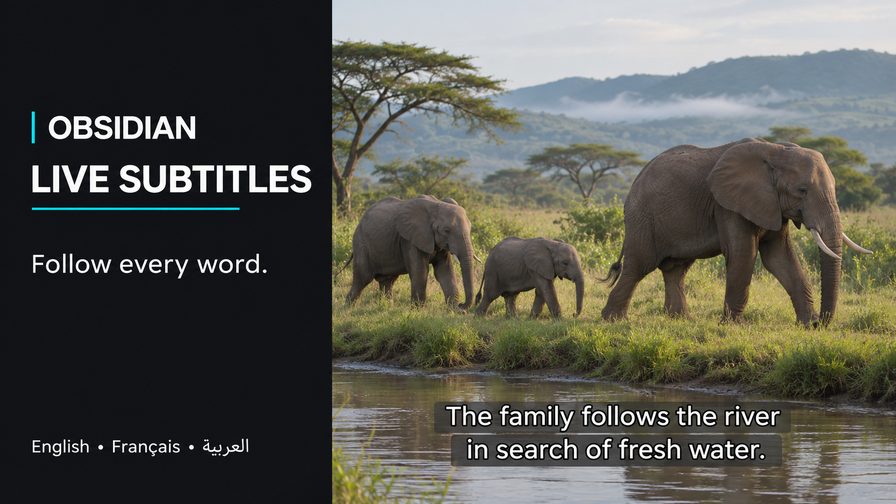 OBSIDIAN
LIVE SUBTITLES
Follow every word.
English • Français • العربية
The family follows the river
in search of fresh water.